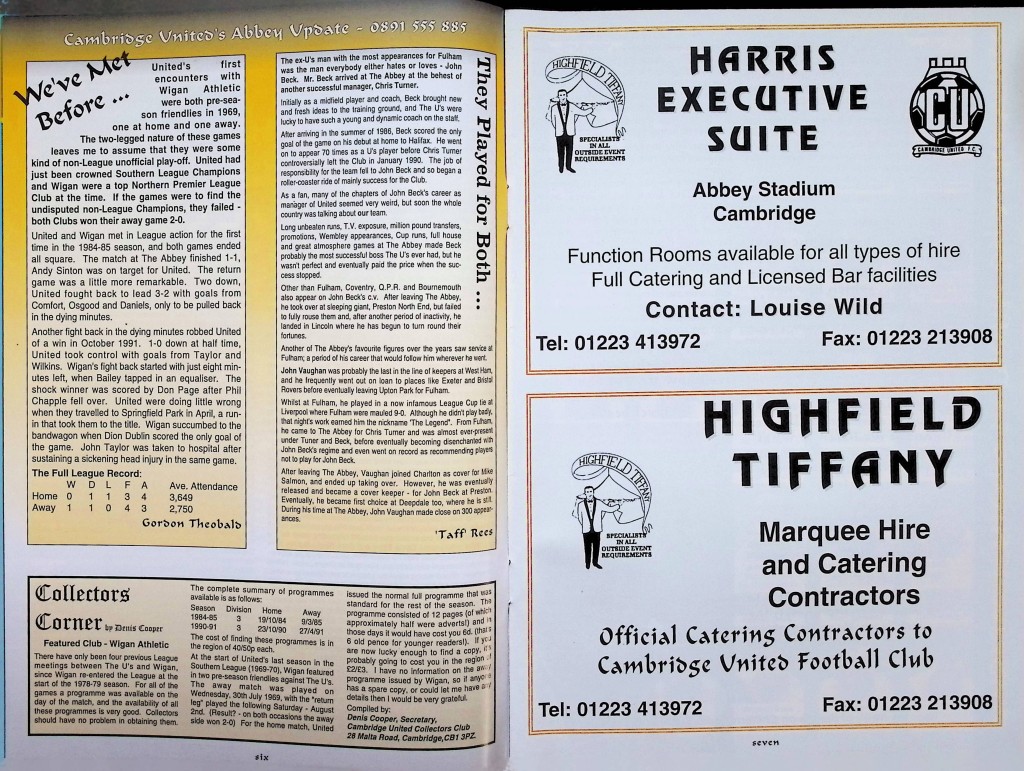 Cambridge United's Abbey Update - 0891 555 885
We've Met
Before ...
United's first
encounters with
Wigan Athletic
were both pre-sea-
son friendlies in 1969,
one at home and one away.
The two-legged nature of these games
leaves me to assume that they were some
kind of non-League unofficial play-off. United had
just been crowned Southern League Champions
and Wigan were a top Northern Premier League
Club at the time. If the games were to find the
undisputed non-League Champions, they failed -
both Clubs won their away game 2-0.
United and Wigan met in League action for the first
time in the 1984-85 season, and both games ended
all square. The match at The Abbey finished 1-1,
Andy Sinton was on target for United. The return
game was a little more remarkable. Two down,
United fought back to lead 3-2 with goals from
Comfort, Osgood and Daniels, only to be pulled back
in the dying minutes.
Another fight back in the dying minutes robbed United
of a win in October 1991. 1-0 down at half time,
United took control with goals from Taylor and
Wilkins. Wigan's fight back started with just eight min-
utes left, when Bailey tapped in an equaliser. The
shock winner was scored by Don Page after Phil
Chapple fell over. United were doing little wrong
when they travelled to Springfield Park in April, a run-
in that took them to the title. Wigan succumbed to the
bandwagon when Dion Dublin scored the only goal of
the game. John Taylor was taken to hospital after
sustaining a sickening head injury in the same game.
The Full League Record:
W D L F A Ave. Attendance
Home 0 1 1 3 4 3,649
Away 1 1 0 4 3 2,750
Gordon Theobald
They Played for Both ...
The ex-U's man with the most appearances for Fulham
was the man everybody either hates or loves - John
Beck. Mr. Beck arrived at The Abbey at the behest of
another successful manager, Chris Turner.
Initially as a midfield player and coach, Beck brought new
and fresh ideas to the training ground, and The U's were
lucky to have such a young and dynamic coach on the staff.
After arriving in the summer of 1986, Beck scored the only
goal of the game on his debut at home to Halifax. He went
on to appear 70 times as a U's player before Chris Turner
controversially left the Club in January 1990. The job of
responsibility for the team fell to John Beck and so began a
roller-coaster ride of mainly success for the Club.
As a fan, many of the chapters of John Beck's career as
manager of United seemed very weird, but soon the whole
country was talking about our team.
Long unbeaten runs, T.V. exposure, million pound transfers,
promotions, Wembley appearances, Cup runs, full house
and great atmosphere games at The Abbey made Beck
probably the most successful boss The U's ever had, but he
wasn't perfect and eventually paid the price when the suc-
cess stopped.
Other than Fulham, Coventry, Q.P.R. and Bournemouth
also appear on John Beck's c.v. After leaving The Abbey,
he took over at sleeping giant, Preston North End, but failed
to fully rouse them and, after another period of inactivity, he
landed in Lincoln where he has begun to turn round their
fortunes.
Another of The Abbey's favourite figures over the years saw service at
Fulham; a period of his career that would follow him wherever he went.
John Vaughan was probably the last in the line of keepers at West Ham,
and he frequently went out on loan to places like Exeter and Bristol
Rovers before eventually leaving Upton Park for Fulham.
Whilst at Fulham, he played in a now infamous League Cup tie at
Liverpool where Fulham were mauled 9-0. Although he didn't play badly,
that night's work earned him the nickname 'The Legend'. From Fulham,
he came to The Abbey for Chris Turner and was almost ever-present
under Tuner and Beck, before eventually becoming disenchanted with
John Beck's regime and even went on record as recommending players
not to play for John Beck.
After leaving The Abbey, Vaughan joined Charlton as cover for Mike
Salmon, and ended up taking over. However, he was eventually
released and became a cover keeper - for John Beck at Preston.
Eventually, he became first choice at Deepdale too, where he is still.
During his time at The Abbey, John Vaughan made close on 300 appear-
ances.
'Taff' Rees
Collectors
Corner by Denis Cooper
Featured Club - Wigan Athletic
There have only been four previous League
meetings between The U's and Wigan,
since Wigan re-entered the League at the
start of the 1978-79 season. For all of the
games a programme was available on the
day of the match, and the availability of all
these programmes is very good. Collectors
should have no problem in obtaining them.
The complete summary of programmes
available is as follows:
Season Division Home Away
1984-85 3 19/10/84 9/3/85
1990-91 3 23/10/90 27/4/91
The cost of finding these programmes is in
the region of 40/50p each.
At the start of United's last season in the
Southern League (1969-70), Wigan featured
in two pre-season friendlies against The U's.
The away match was played on
Wednesday, 30th July 1969, with the "return
leg" played the following Saturday - August
2nd. (Result? - on both occasions the away
side won 2-0) For the home match, United
issued the normal full programme that was
standard for the rest of the season. The
programme consisted of 12 pages (of which
approximately half were adverts!) and in
those days it would have cost you 6d. (that's
6 old pence for younger readers!). If you
are now lucky enough to find a copy, it's
probably going to cost you in the region of
£2/£3. I have no information on the away
programme issued by Wigan, so if anyone
has a spare copy, or could let me have any
details then I would be very grateful.
Compiled by:
Denis Cooper, Secretary,
Cambridge United Collectors Club
26 Malta Road, Cambridge,CB1 3PZ.
six
HIGHFIELD TIFFANY
SPECIALISTS
IN ALL
OUTSIDE EVENT
REQUIREMENTS
HARRIS
EXECUTIVE
SUITE
CU
CAMBRIDGE UNITED F.C.
Abbey Stadium
Cambridge
Function Rooms available for all types of hire
Full Catering and Licensed Bar facilities
Contact: Louise Wild
Tel: 01223 413972 Fax: 01223 213908
HIGHFIELD
TIFFANY
HIGHFIELD TIFFANY
SPECIALISTS
IN ALL
OUTSIDE EVENT
REQUIREMENTS
Marquee Hire
and Catering
Contractors
Official Catering Contractors to
Cambridge United Football Club
Tel: 01223 413972 Fax: 01223 213908
seven